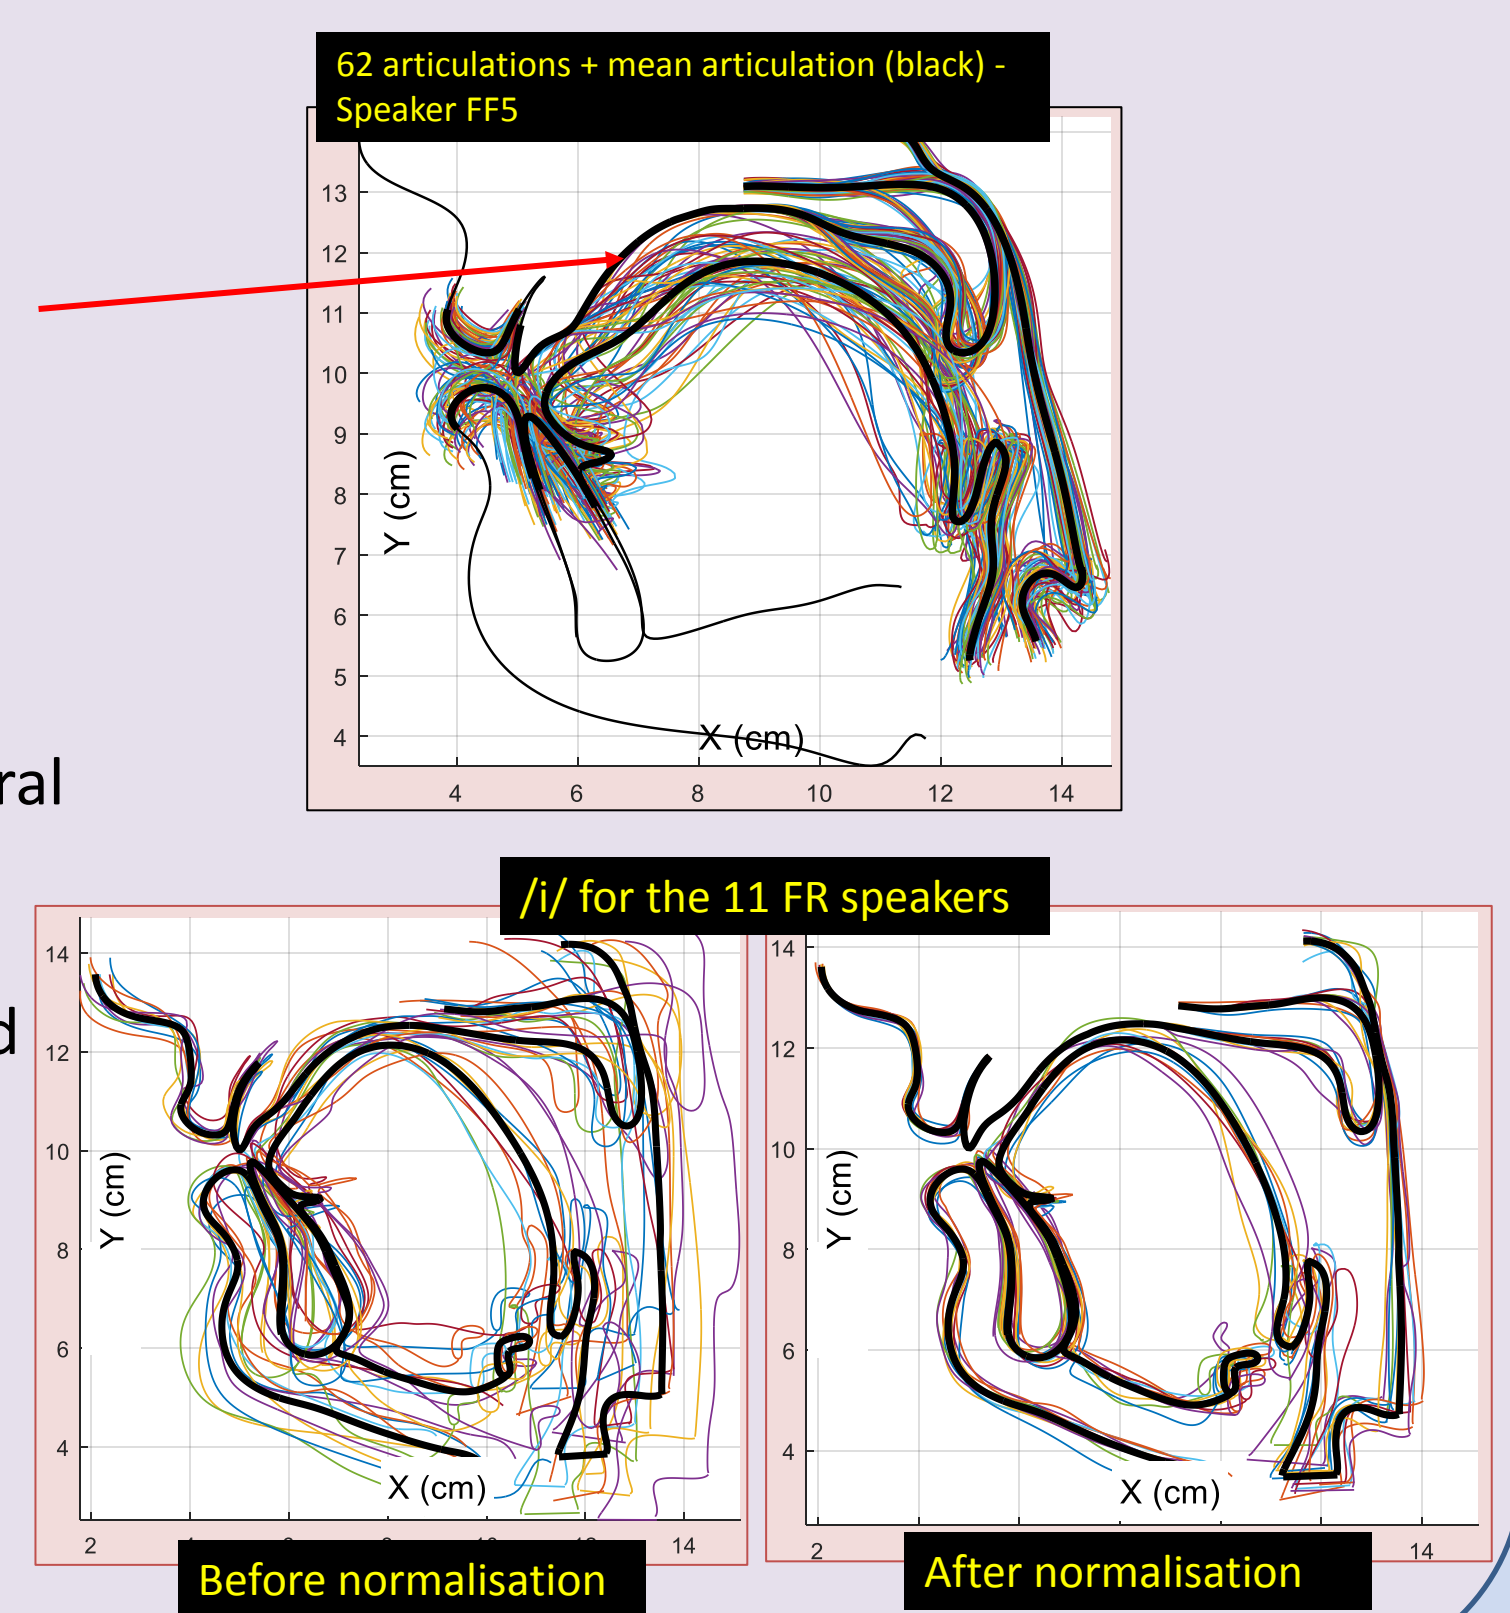 62 articulations + mean articulation (black) -
Speaker FF5
13
12
11
10
9
8
7
6
5
4
Y (cm)
X (cm)
4 6 8 10 12 14
ral
/i/ for the 11 FR speakers
d
14
12
10
8
6
4
Y (cm)
X (cm)
2 14
Before normalisation
14
12
10
8
6
4
Y (cm)
X (cm)
2 14
After normalisation